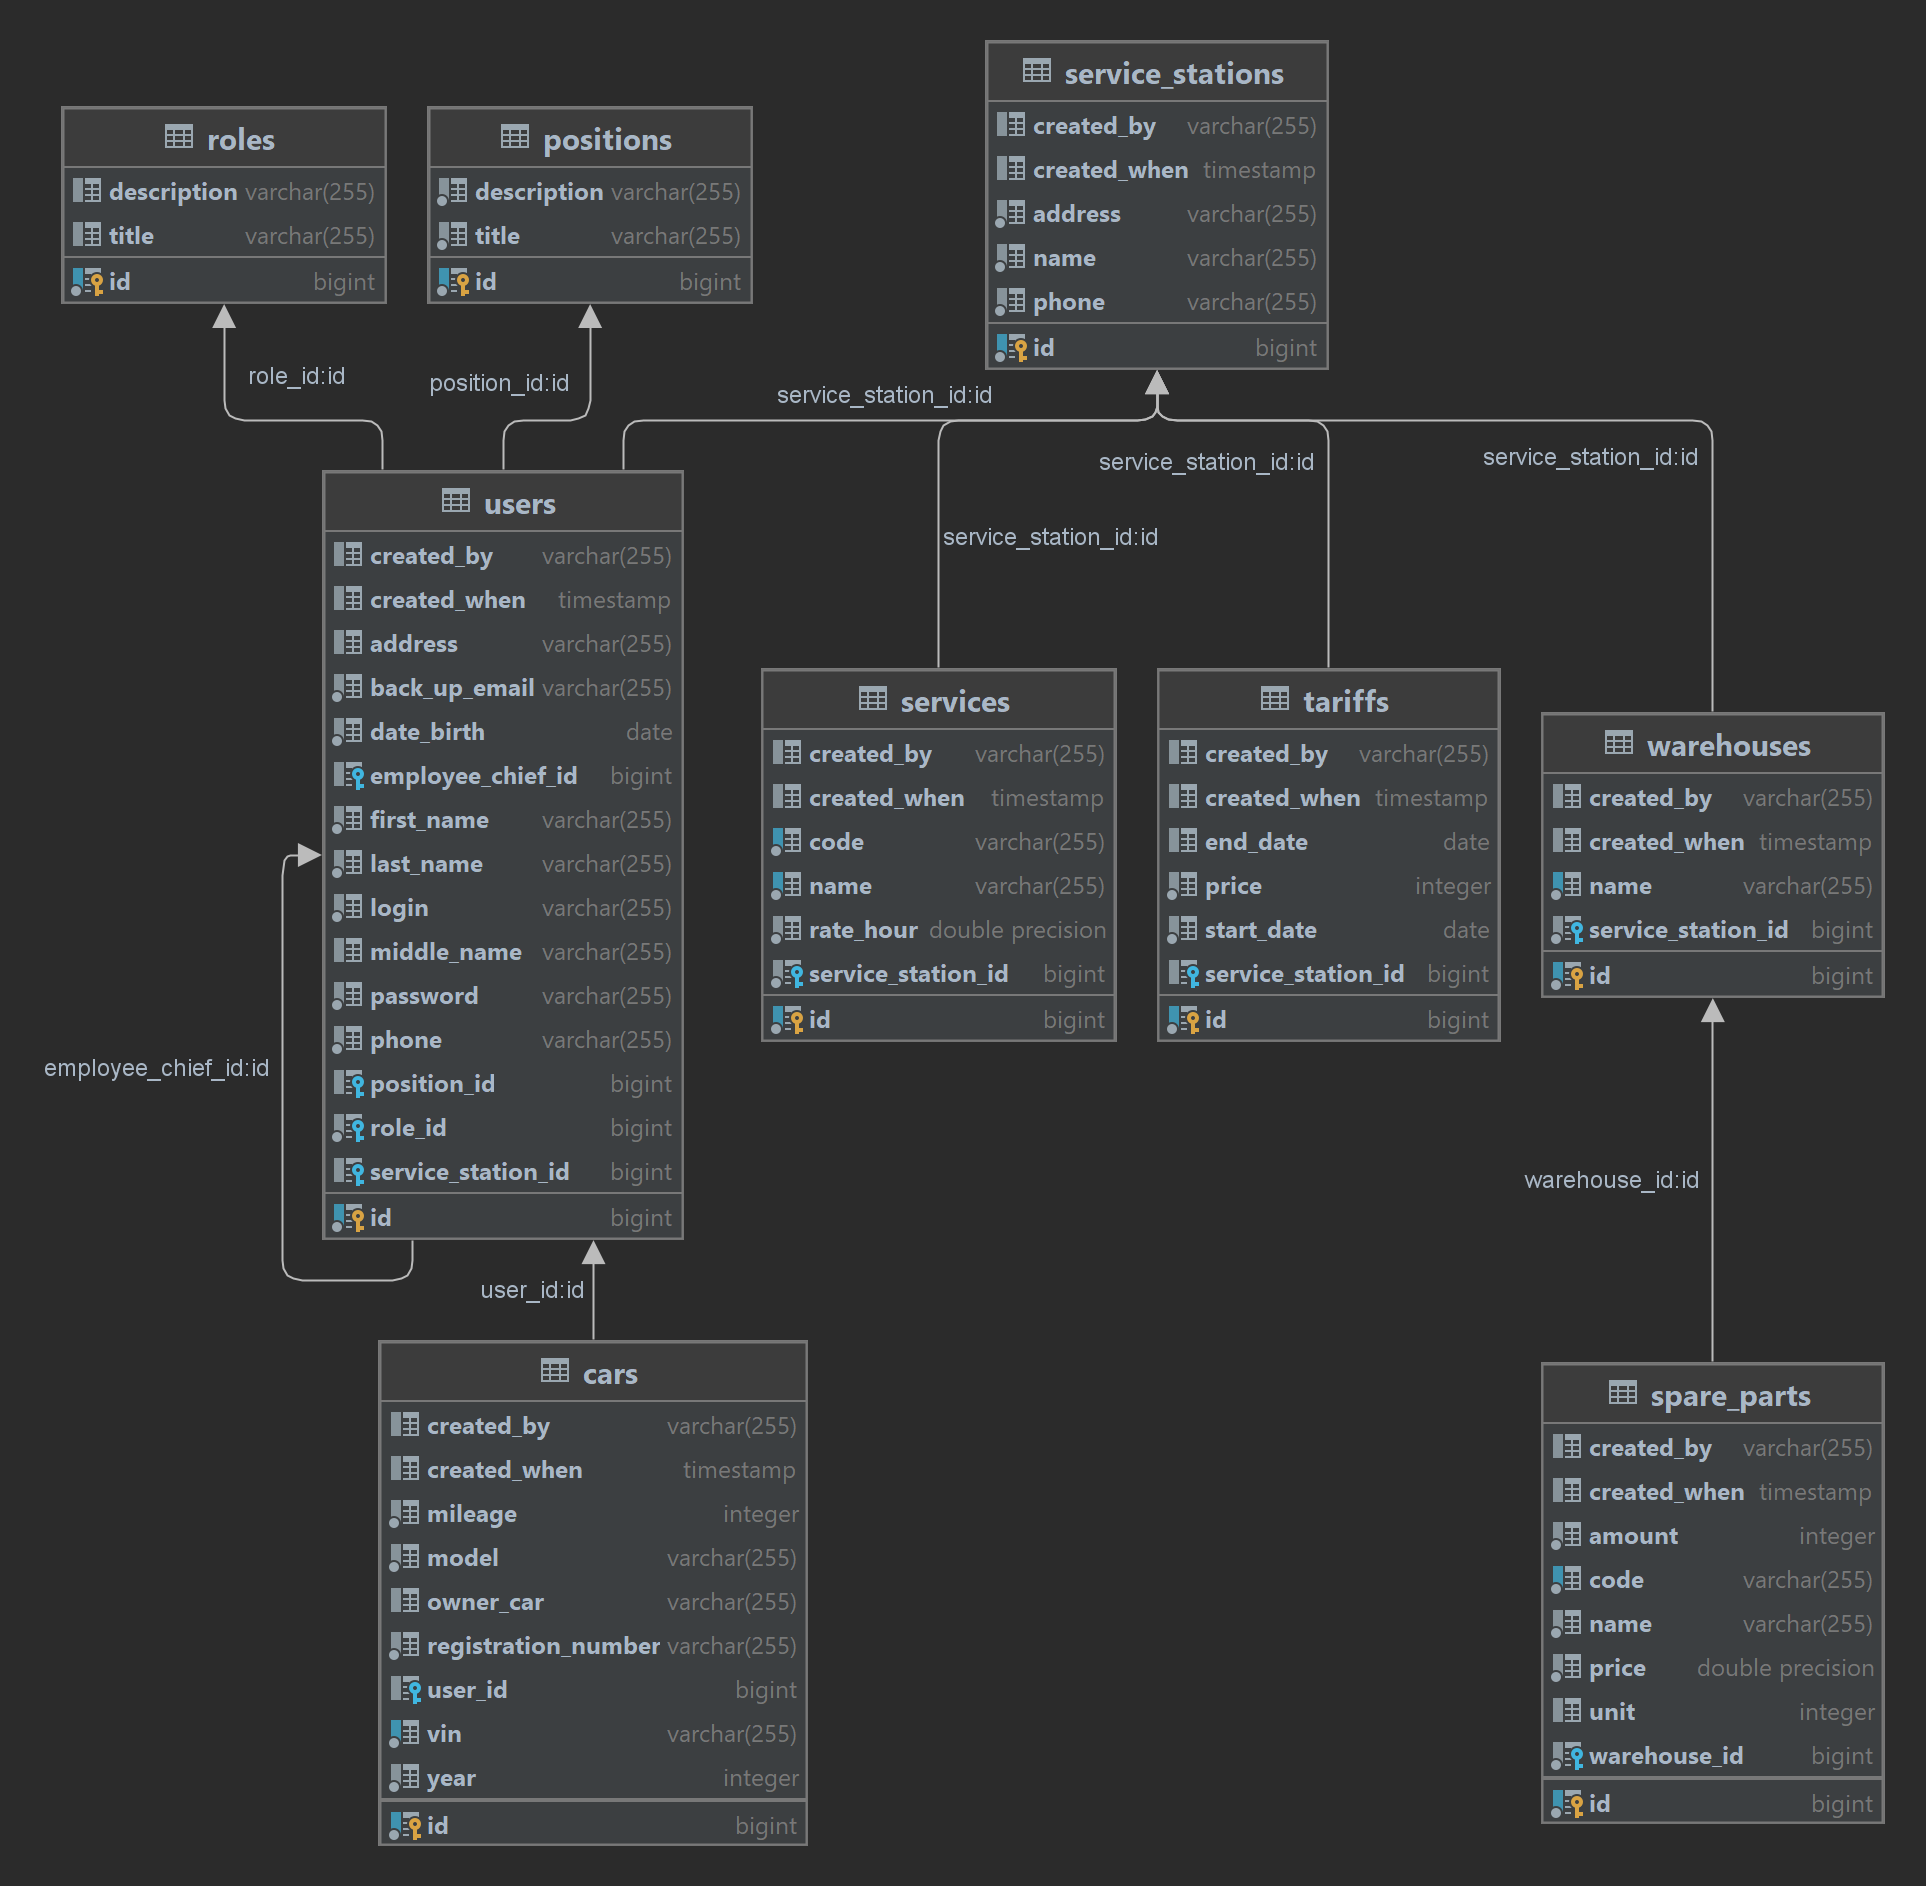 service_stations
created_by varchar(255)
created_when timestamp
address varchar(255)
name varchar(255)
phone varchar(255)
id bigint
roles
description varchar(255)
title varchar(255)
id bigint
positions
description varchar(255)
title varchar(255)
id bigint
role_id:id
position_id:id
service_station_id:id
service_station_id:id
service_station_id:id
service_station_id:id
users
created_by varchar(255)
created_when timestamp
address varchar(255)
back_up_email varchar(255)
date_birth date
employee_chief_id bigint
first_name varchar(255)
last_name varchar(255)
login varchar(255)
middle_name varchar(255)
password varchar(255)
phone varchar(255)
position_id bigint
role_id bigint
service_station_id bigint
id bigint
employee_chief_id:id
services
created_by varchar(255)
created_when timestamp
code varchar(255)
name varchar(255)
rate_hour double precision
service_station_id bigint
id bigint
tariffs
created_by varchar(255)
created_when timestamp
end_date date
price integer
start_date date
service_station_id bigint
id bigint
warehouses
created_by varchar(255)
created_when timestamp
name varchar(255)
service_station_id bigint
id bigint
warehouse_id:id
user_id:id
cars
created_by varchar(255)
created_when timestamp
mileage integer
model varchar(255)
owner_car varchar(255)
registration_number varchar(255)
user_id bigint
vin varchar(255)
year integer
id bigint
spare_parts
created_by varchar(255)
created_when timestamp
amount integer
code varchar(255)
name varchar(255)
price double precision
unit integer
warehouse_id bigint
id bigint